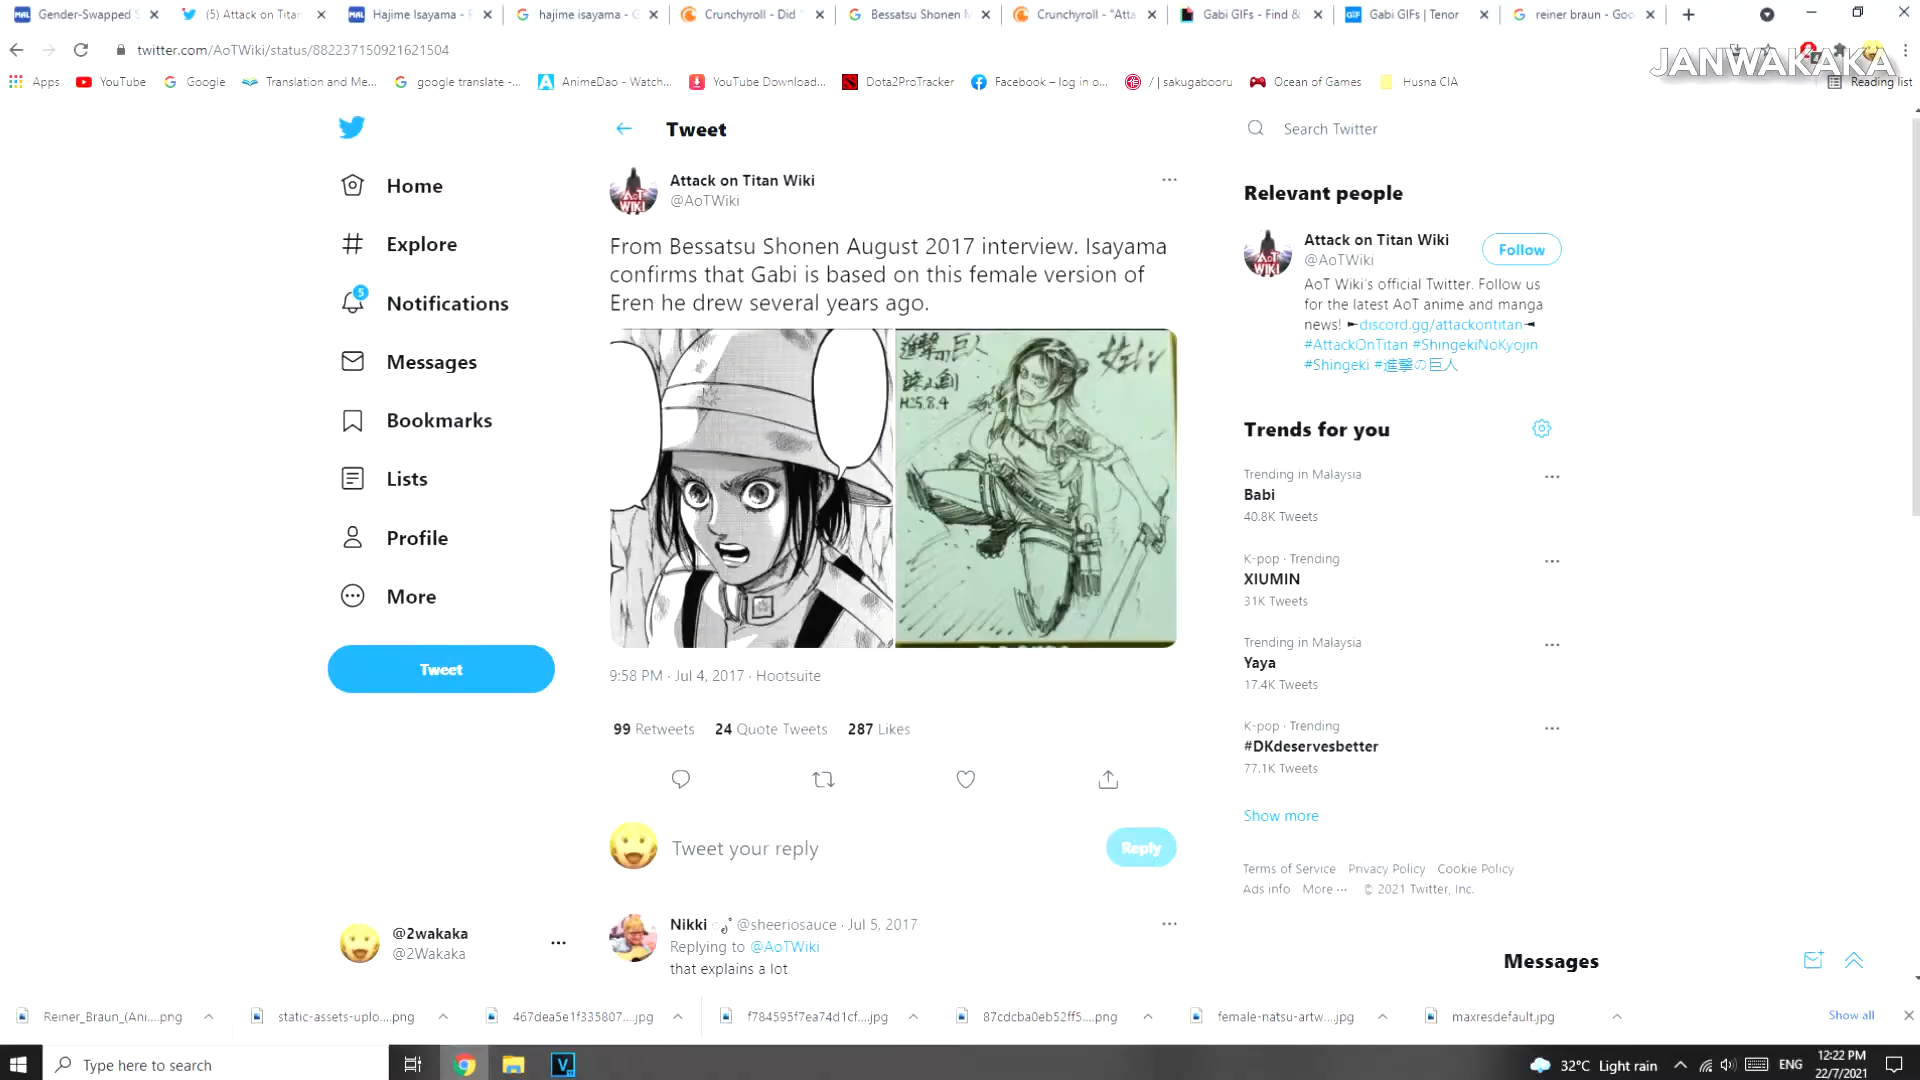 Gender-Swapped S
(5) Attack on Titan
Hajime Isayama - F
hajime isayama - G
Crunchyroll - Did
Bessatsu Shonen M
Crunchyroll - "Atta
Gabi GIFs - Find &
Gabi GIFs | Tenor
reiner braun - Goo
twitter.com/AoTWiki/status/882237150921621504
JANWAKAKA
Apps
YouTube
Google
Translation and Me...
google translate -...
AnimeDao - Watch...
YouTube Download...
Dota2ProTracker
Facebook – log in o...
/ | sakugabooru
Ocean of Games
Husna CIA
Reading list
Home
Explore
5
Notifications
Messages
Bookmarks
Lists
Profile
More
Tweet
@2wakaka
@2Wakaka
Tweet
Attack on Titan Wiki
@AoTWiki
From Bessatsu Shonen August 2017 interview. Isayama
confirms that Gabi is based on this female version of
Eren he drew several years ago.
進撃の巨人
諫山創
H25.8.4
9:58 PM · Jul 4, 2017 · Hootsuite
99 Retweets 24 Quote Tweets 287 Likes
Tweet your reply
Reply
Nikki @sheeriosauce · Jul 5, 2017
Replying to @AoTWiki
that explains a lot
Search Twitter
Relevant people
Attack on Titan Wiki
@AoTWiki
Follow
AoT Wiki's official Twitter. Follow us
for the latest AoT anime and manga
news! ►discord.gg/attackontitan◄
#AttackOnTitan #ShingekiNoKyojin
#Shingeki #進撃の巨人
Trends for you
Trending in Malaysia
Babi
40.8K Tweets
K-pop · Trending
XIUMIN
31K Tweets
Trending in Malaysia
Yaya
17.4K Tweets
K-pop · Trending
#DKdeservesbetter
77.1K Tweets
Show more
Terms of Service Privacy Policy Cookie Policy
Ads info More ··· © 2021 Twitter, Inc.
Messages
Reiner_Braun_(Ani....png
static-assets-uplo....png
467dea5e1f335807....jpg
f784595f7ea74d1cf....jpg
87cdcba0eb52ff5....png
female-natsu-artw....jpg
maxresdefault.jpg
Show all
Type here to search
32°C Light rain
ENG
12:22 PM
22/7/2021